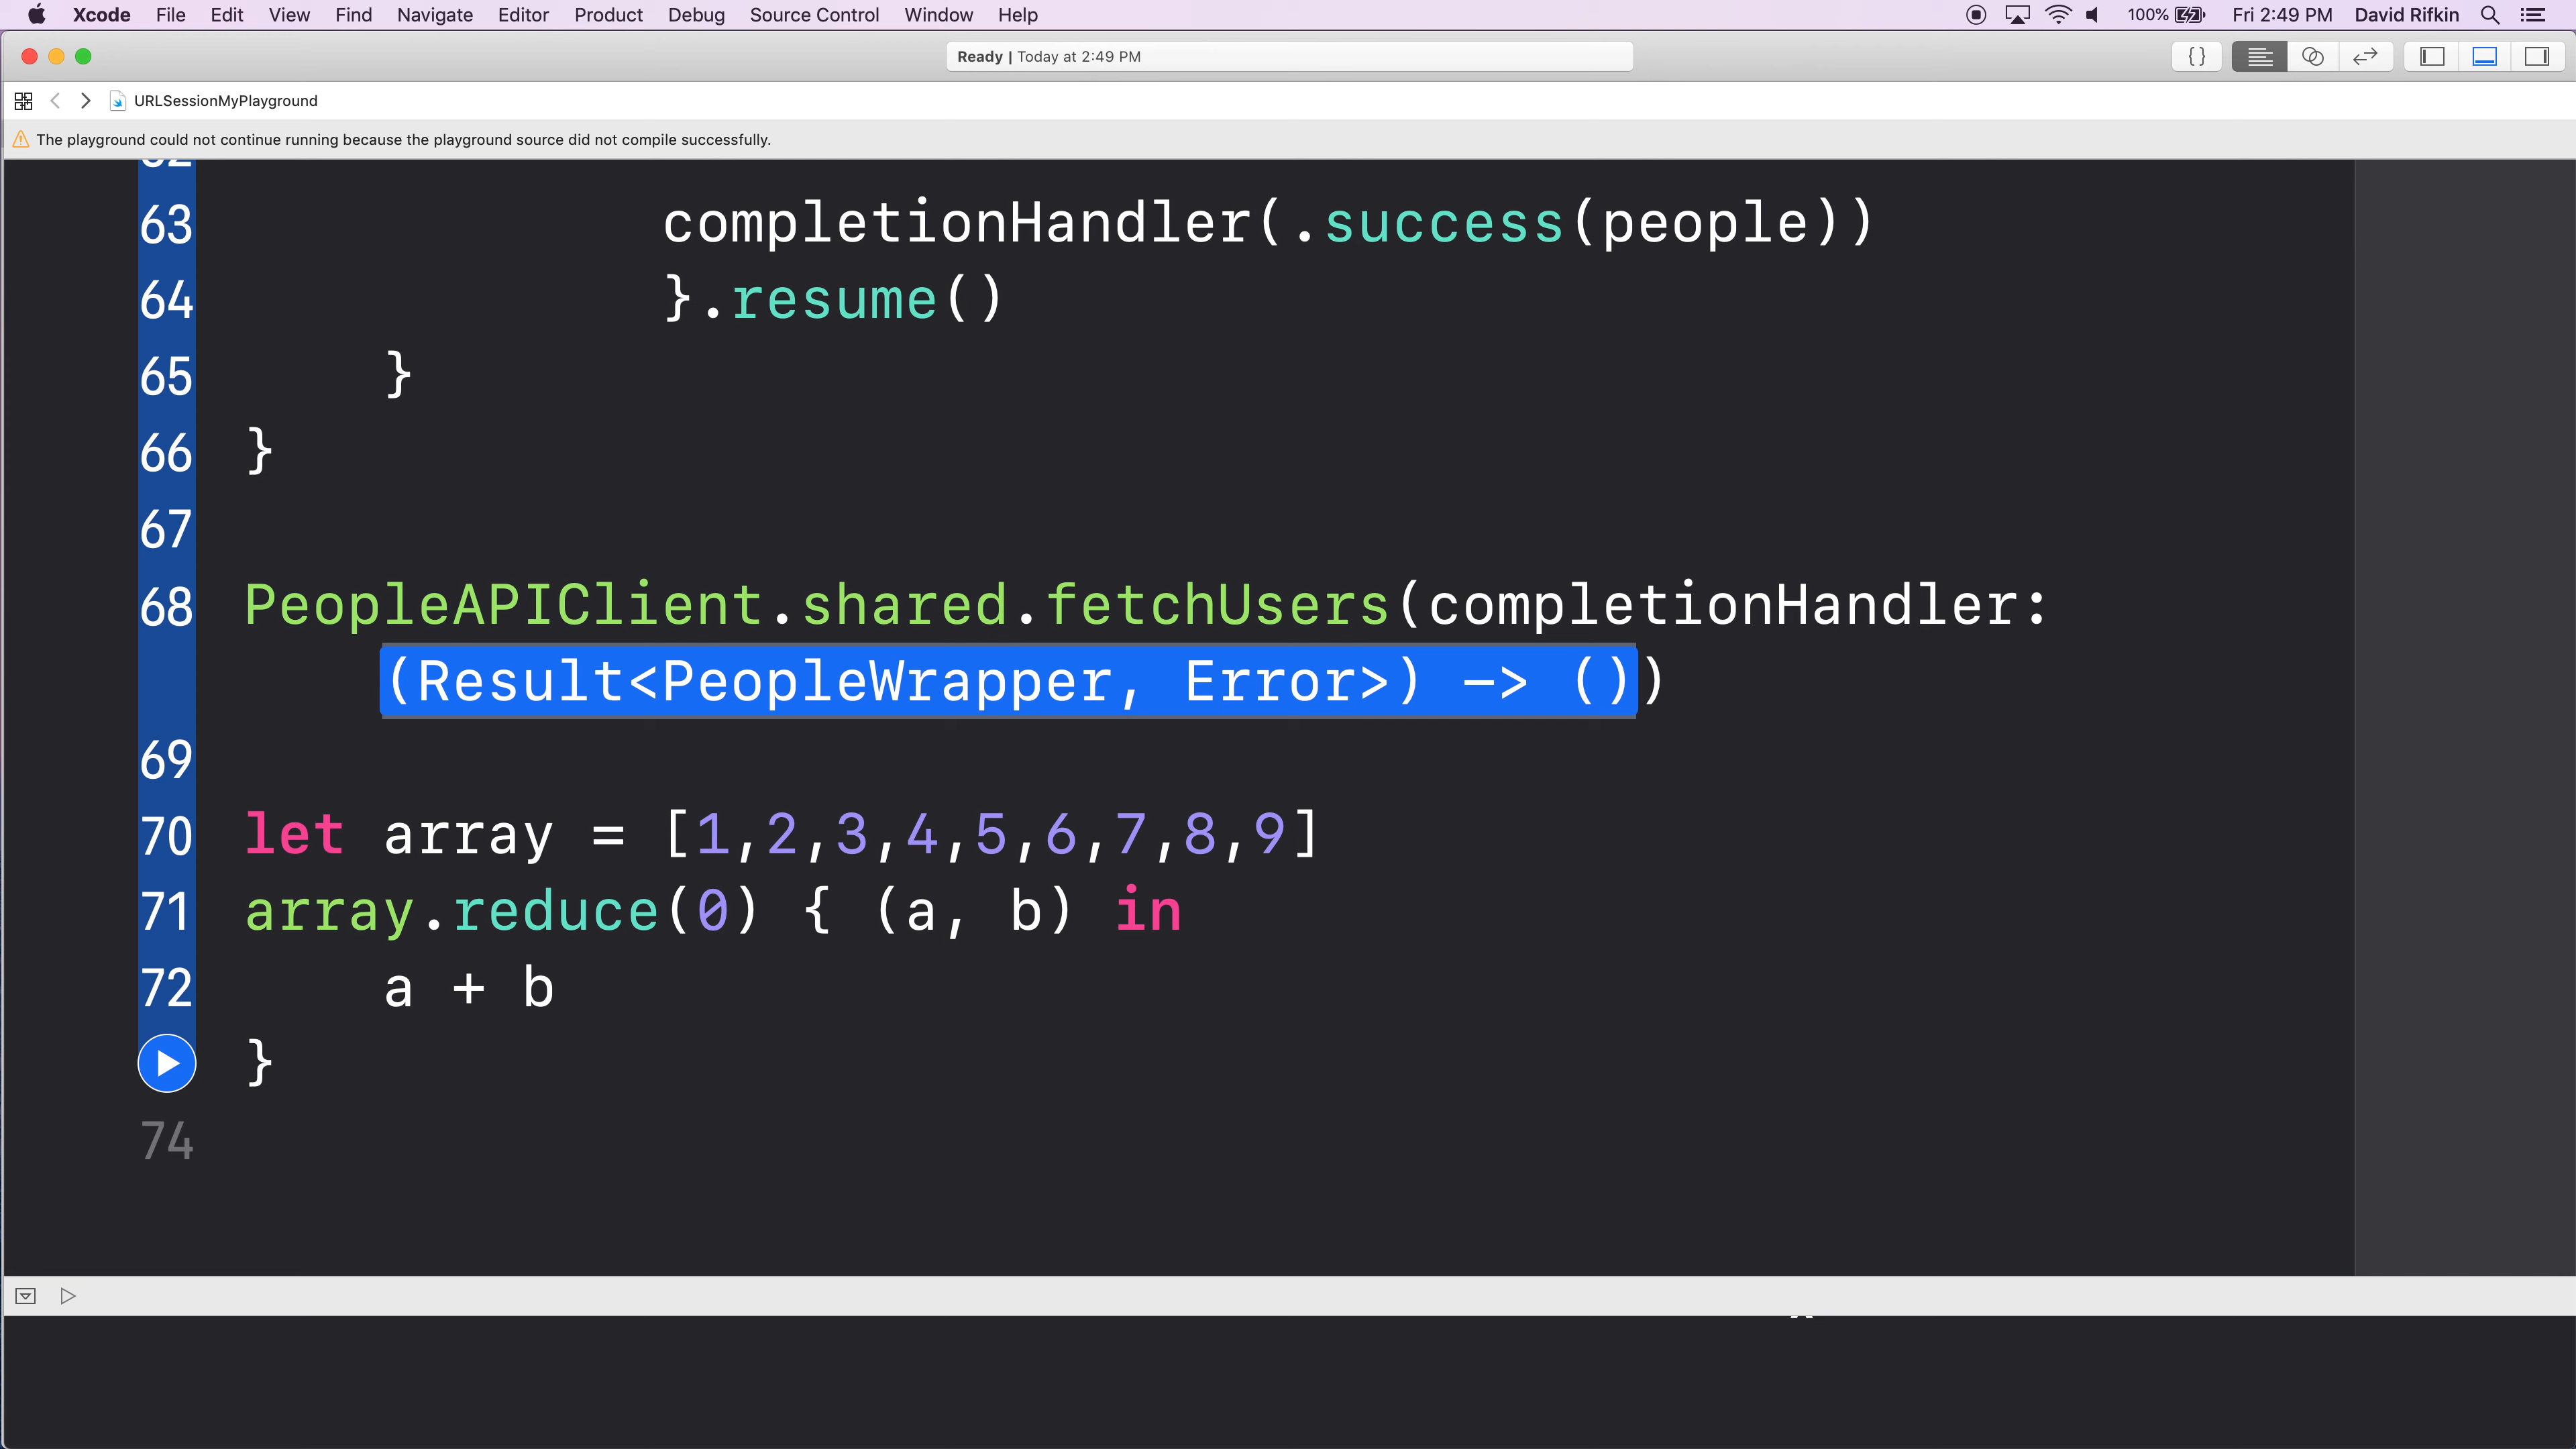 Xcode File Edit View Find Navigate Editor Product Debug Source Control Window Help 100% Fri 2:49 PM David Rifkin
Ready | Today at 2:49 PM
URLSessionMyPlayground
The playground could not continue running because the playground source did not compile successfully.
63 completionHandler(.success(people))
64 }.resume()
65 }
66 }
67
68 PeopleAPIClient.shared.fetchUsers(completionHandler:
(Result<PeopleWrapper, Error>) -> ())
69
70 let array = [1,2,3,4,5,6,7,8,9]
71 array.reduce(0) { (a, b) in
72 a + b
}
74